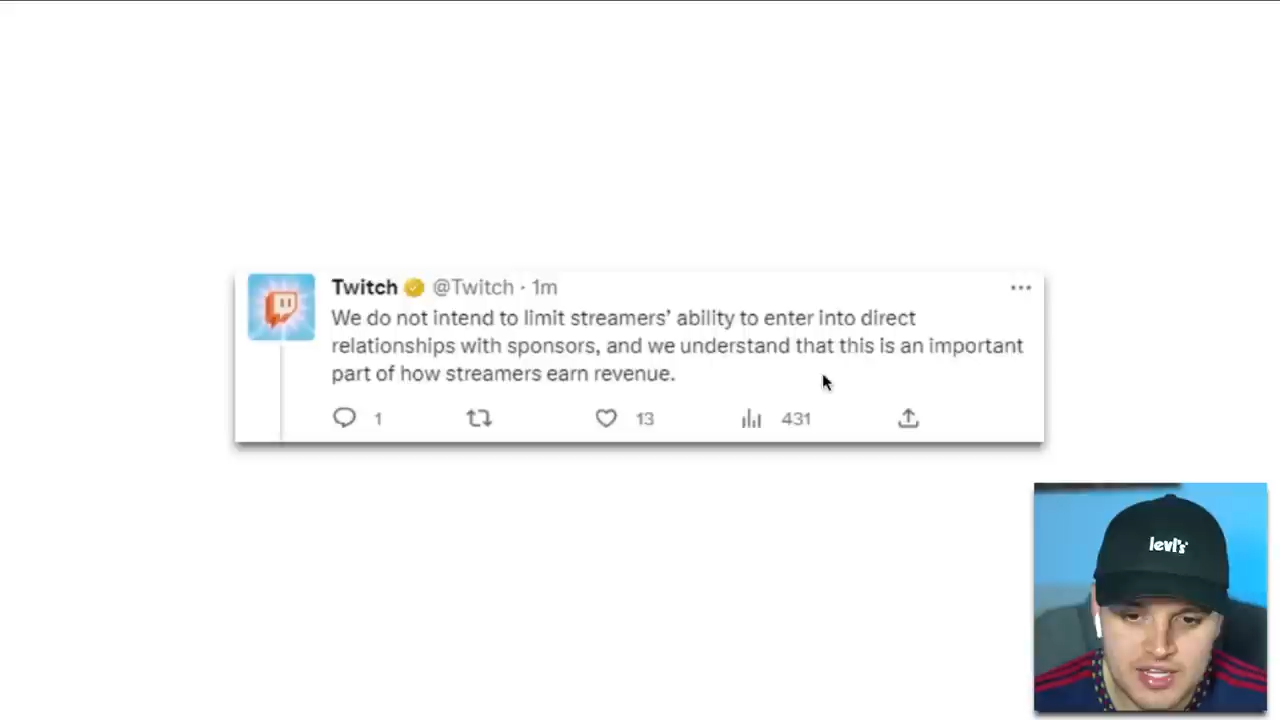 Twitch @Twitch · 1m
We do not intend to limit streamers’ ability to enter into direct
relationships with sponsors, and we understand that this is an important
part of how streamers earn revenue.
1 13 431
levi's